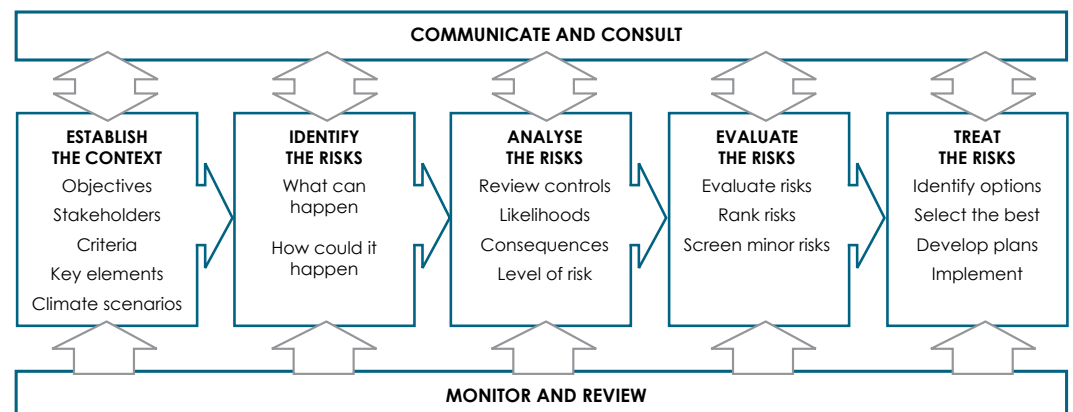 COMMUNICATE AND CONSULT
ESTABLISH
THE CONTEXT
Objectives
Stakeholders
Criteria
Key elements
Climate scenarios
IDENTIFY
THE RISKS
What can
happen
How could it
happen
ANALYSE
THE RISKS
Review controls
Likelihoods
Consequences
Level of risk
EVALUATE
THE RISKS
Evaluate risks
Rank risks
Screen minor risks
TREAT
THE RISKS
Identify options
Select the best
Develop plans
Implement
MONITOR AND REVIEW